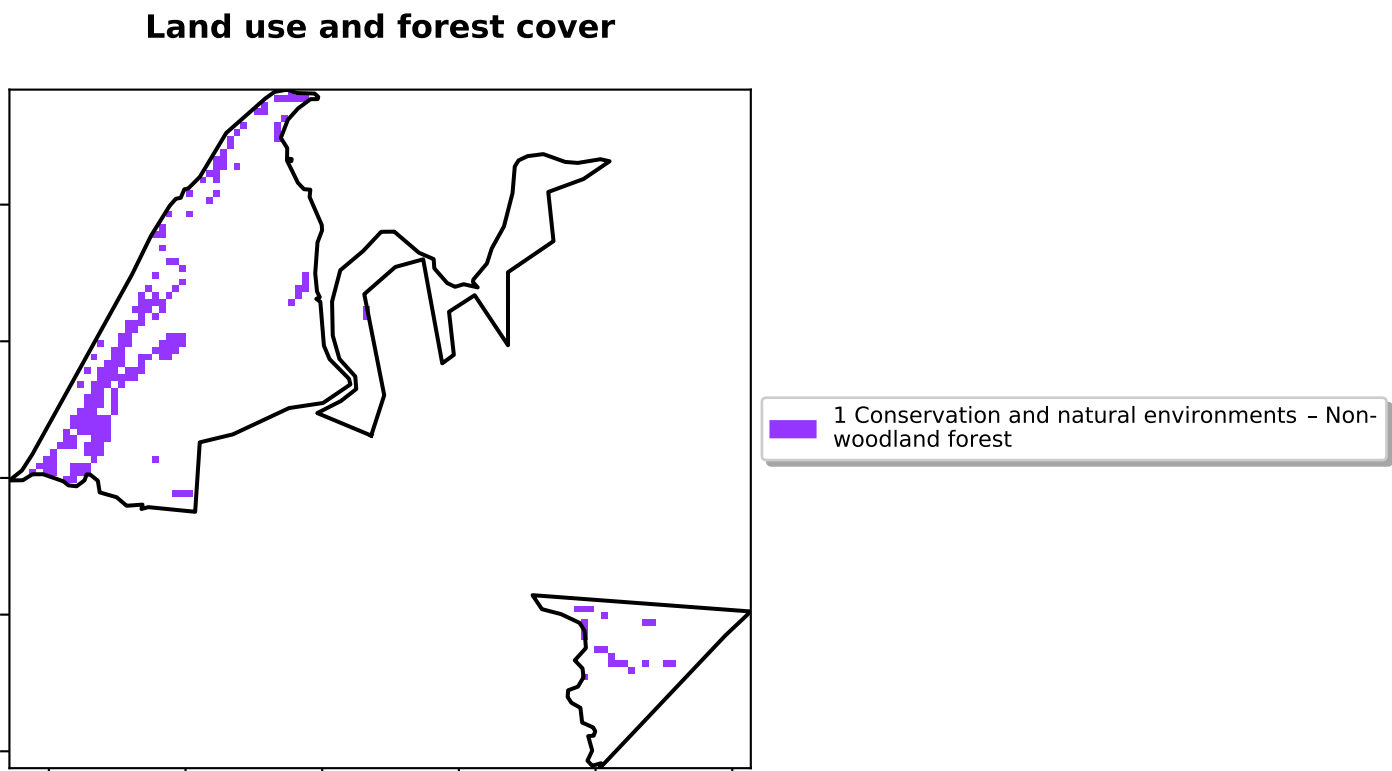 Land use and forest cover
1 Conservation and natural environments – Non-
woodland forest